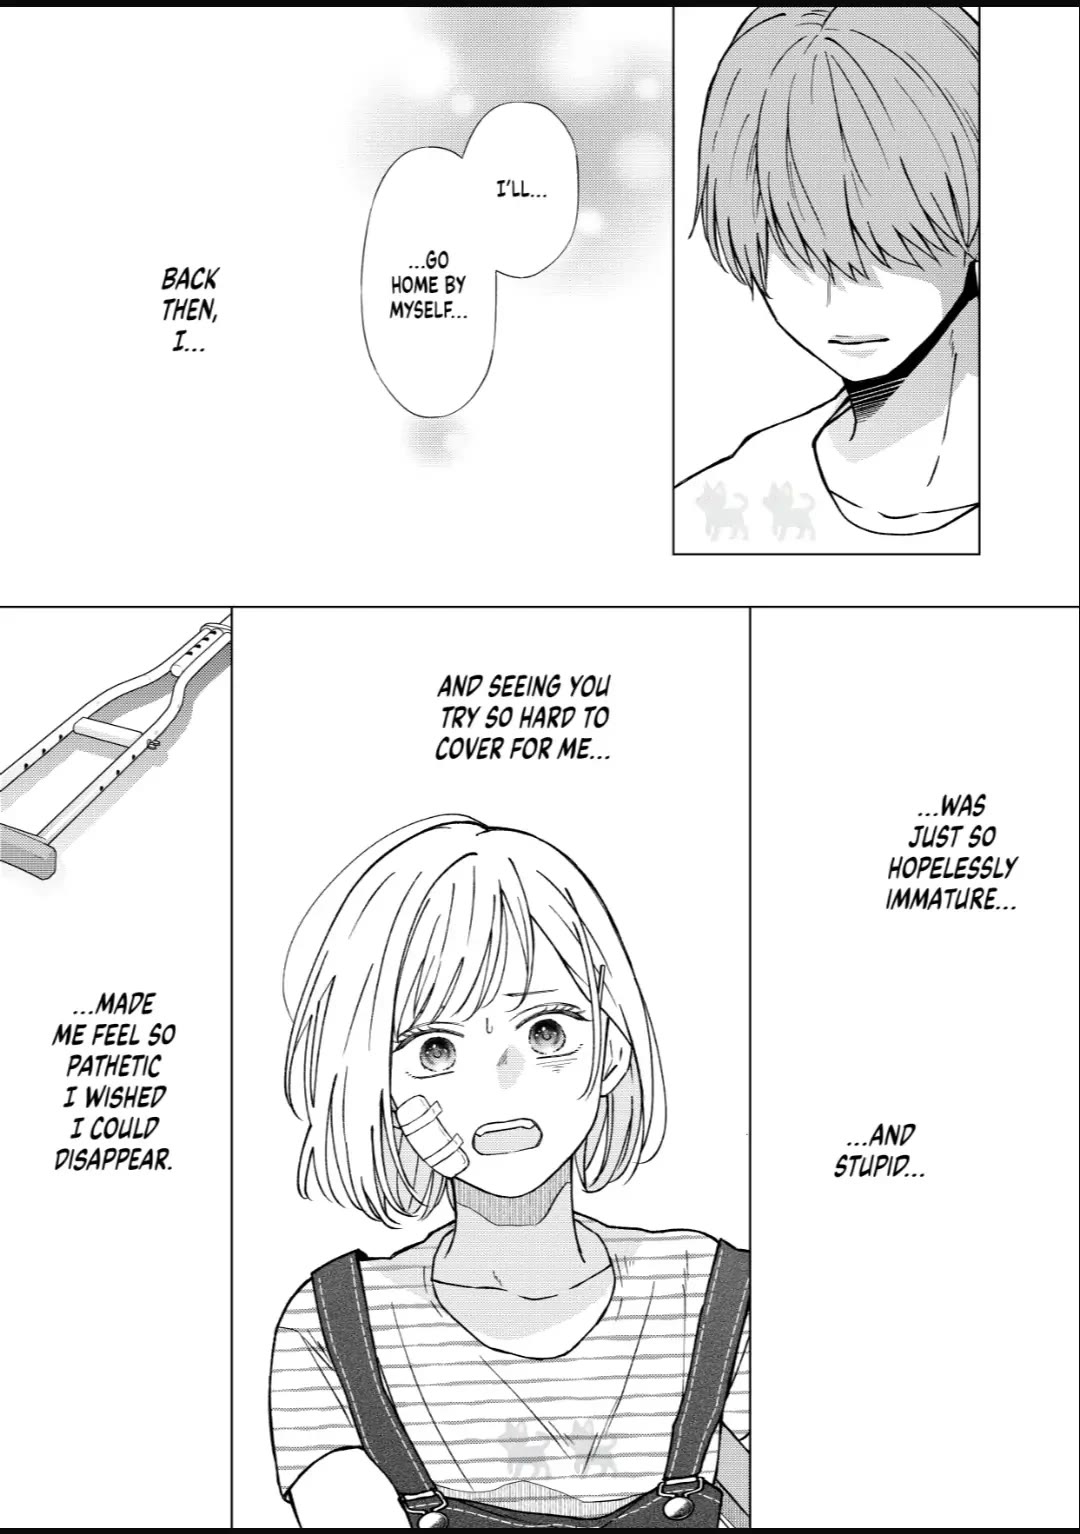 I'LL...
...GO
HOME BY
MYSELF...
BACK
THEN,
I...
...WAS
JUST SO
HOPELESSLY
IMMATURE...
...AND
STUPID...
AND SEEING YOU
TRY SO HARD TO
COVER FOR ME...
...MADE
ME FEEL SO
PATHETIC
I WISHED
I COULD
DISAPPEAR.